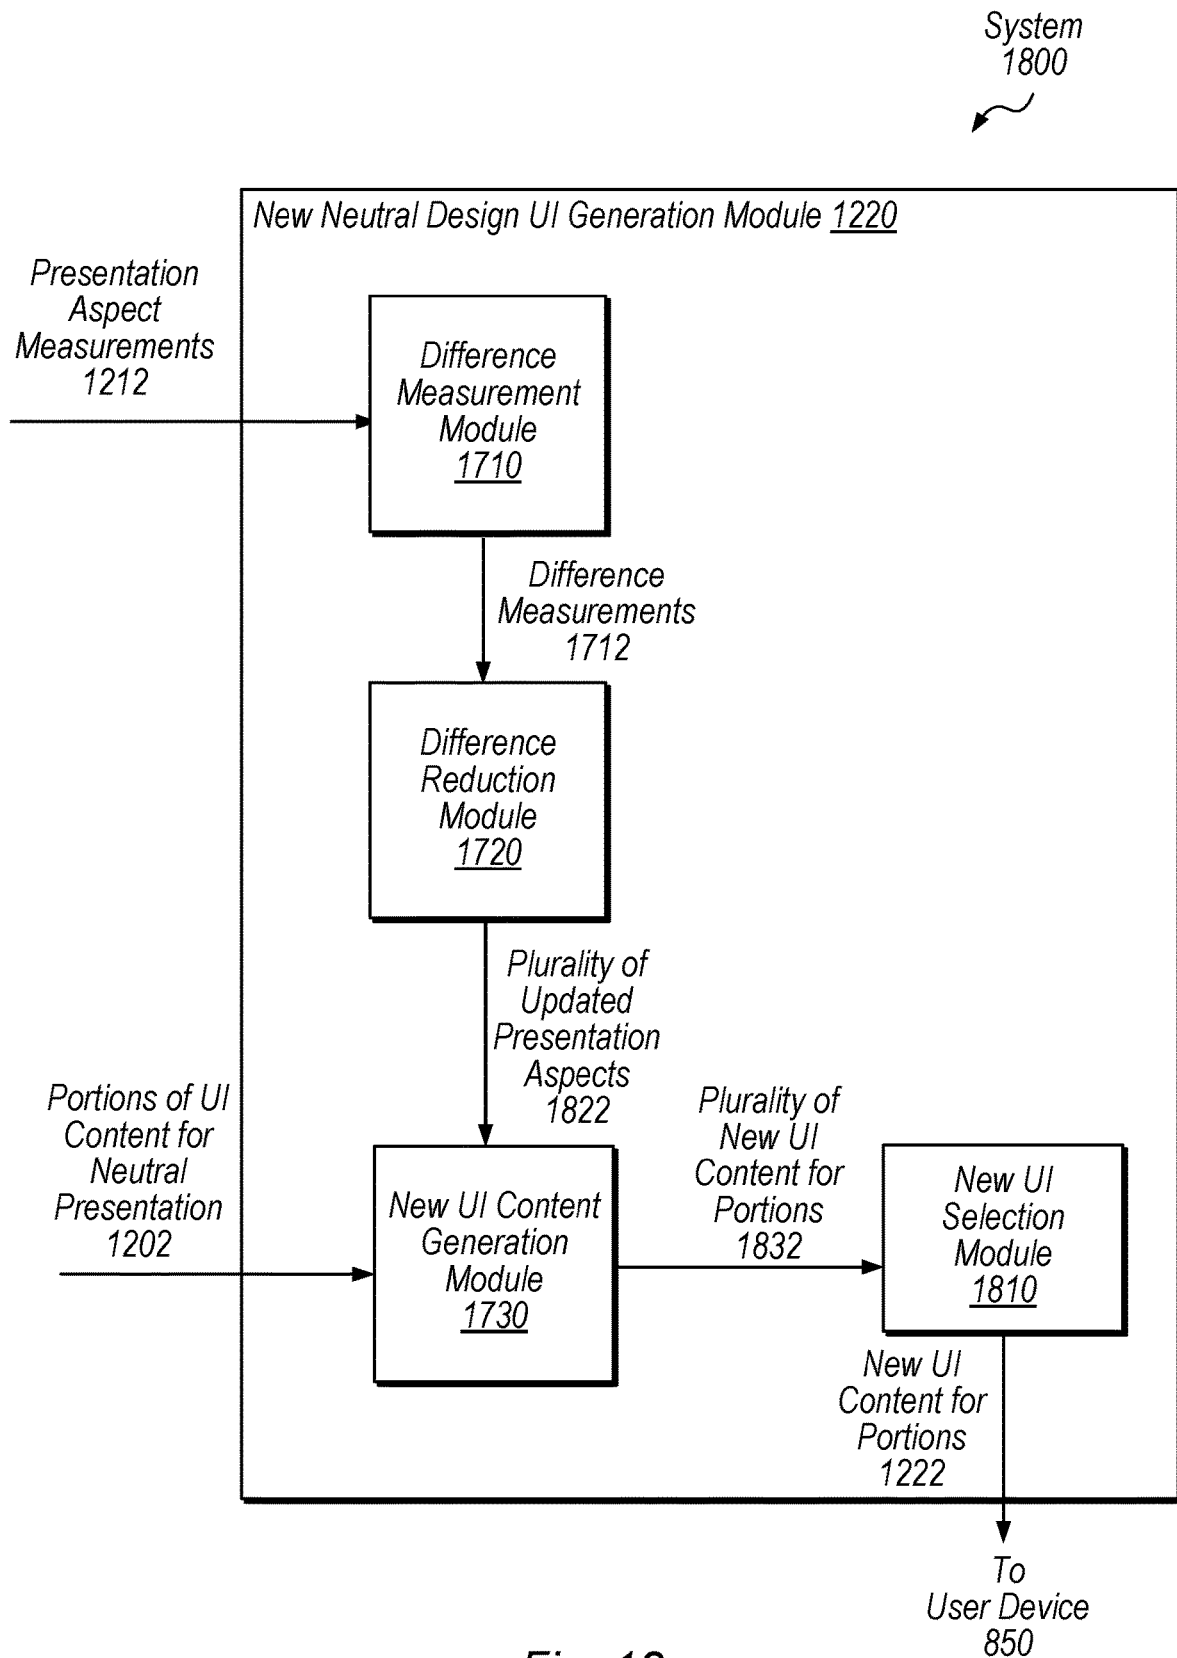 System
1800
New Neutral Design UI Generation Module 1220
Presentation
Aspect
Measurements
1212
Difference
Measurement
Module
1710
Difference
Measurements
1712
Difference
Reduction
Module
1720
Plurality of
Updated
Presentation
Aspects
1822
Portions of UI
Content for
Neutral
Presentation
1202
New UI Content
Generation
Module
1730
Plurality of
New UI
Content for
Portions
1832
New UI
Selection
Module
1810
New UI
Content for
Portions
1222
To
User Device
850